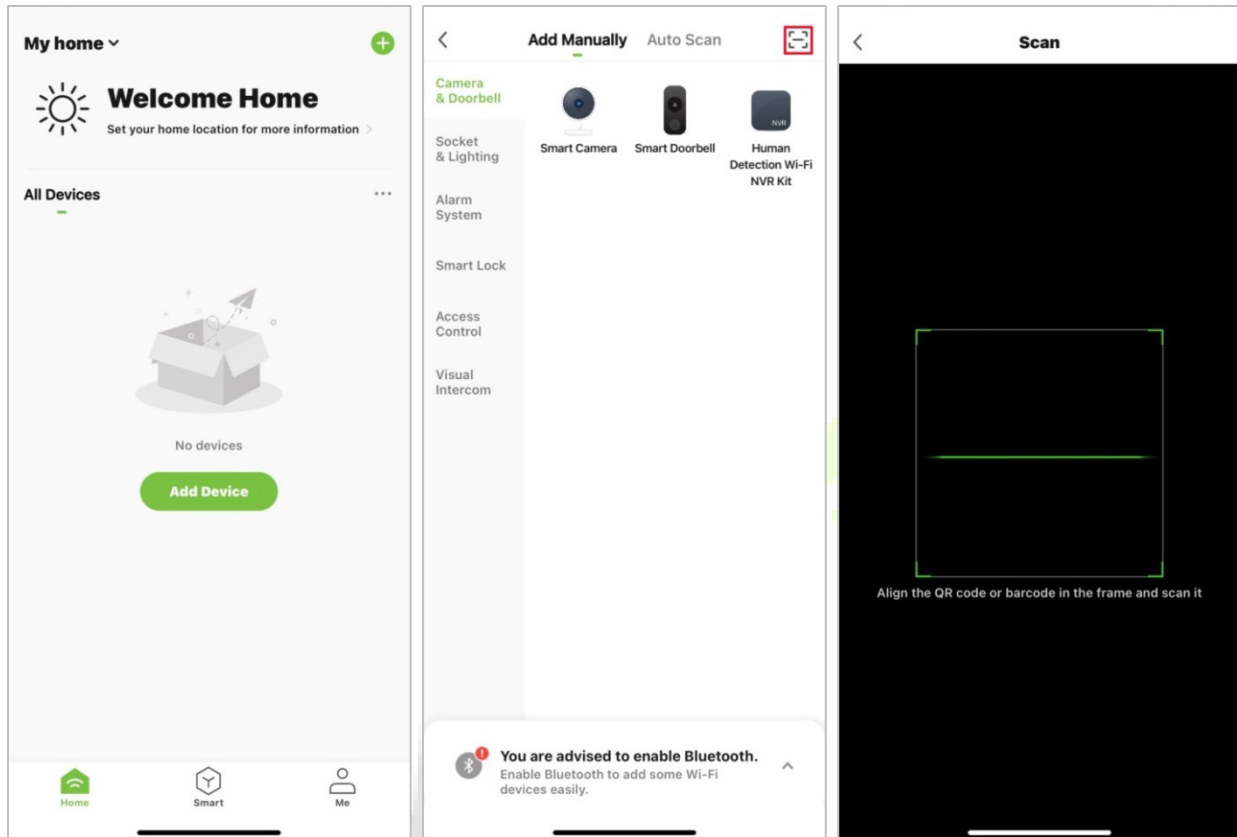 My home
Welcome Home
Set your home location for more information
All Devices
No devices
Add Device
Home
Smart
Me
Add Manually
Auto Scan
Camera
& Doorbell
Socket
& Lighting
Alarm
System
Smart Lock
Access
Control
Visual
Intercom
Smart Camera
Smart Doorbell
NVR
Human
Detection Wi-Fi
NVR Kit
You are advised to enable Bluetooth.
Enable Bluetooth to add some Wi-Fi
devices easily.
Scan
Align the QR code or barcode in the frame and scan it